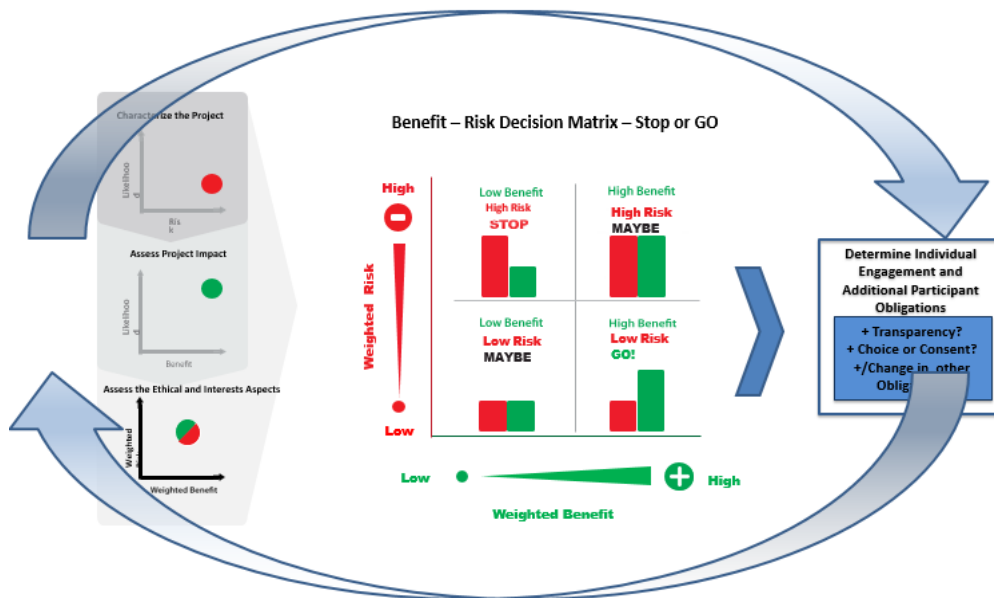 Characterize the Project
Likelihoo
d
Ris
k
Assess Project Impact
Likelihoo
d
Benefit
Assess the Ethical and Interests Aspects
Weighted
Weighted Benefit
Benefit – Risk Decision Matrix – Stop or GO
High
Weighted Risk
Low
Low Benefit
High Risk
STOP
High Benefit
High Risk
MAYBE
Low Benefit
Low Risk
MAYBE
High Benefit
Low Risk
GO!
Low
High
Weighted Benefit
Determine Individual
Engagement and
Additional Participant
Obligations
+ Transparency?
+ Choice or Consent?
+/Change in other